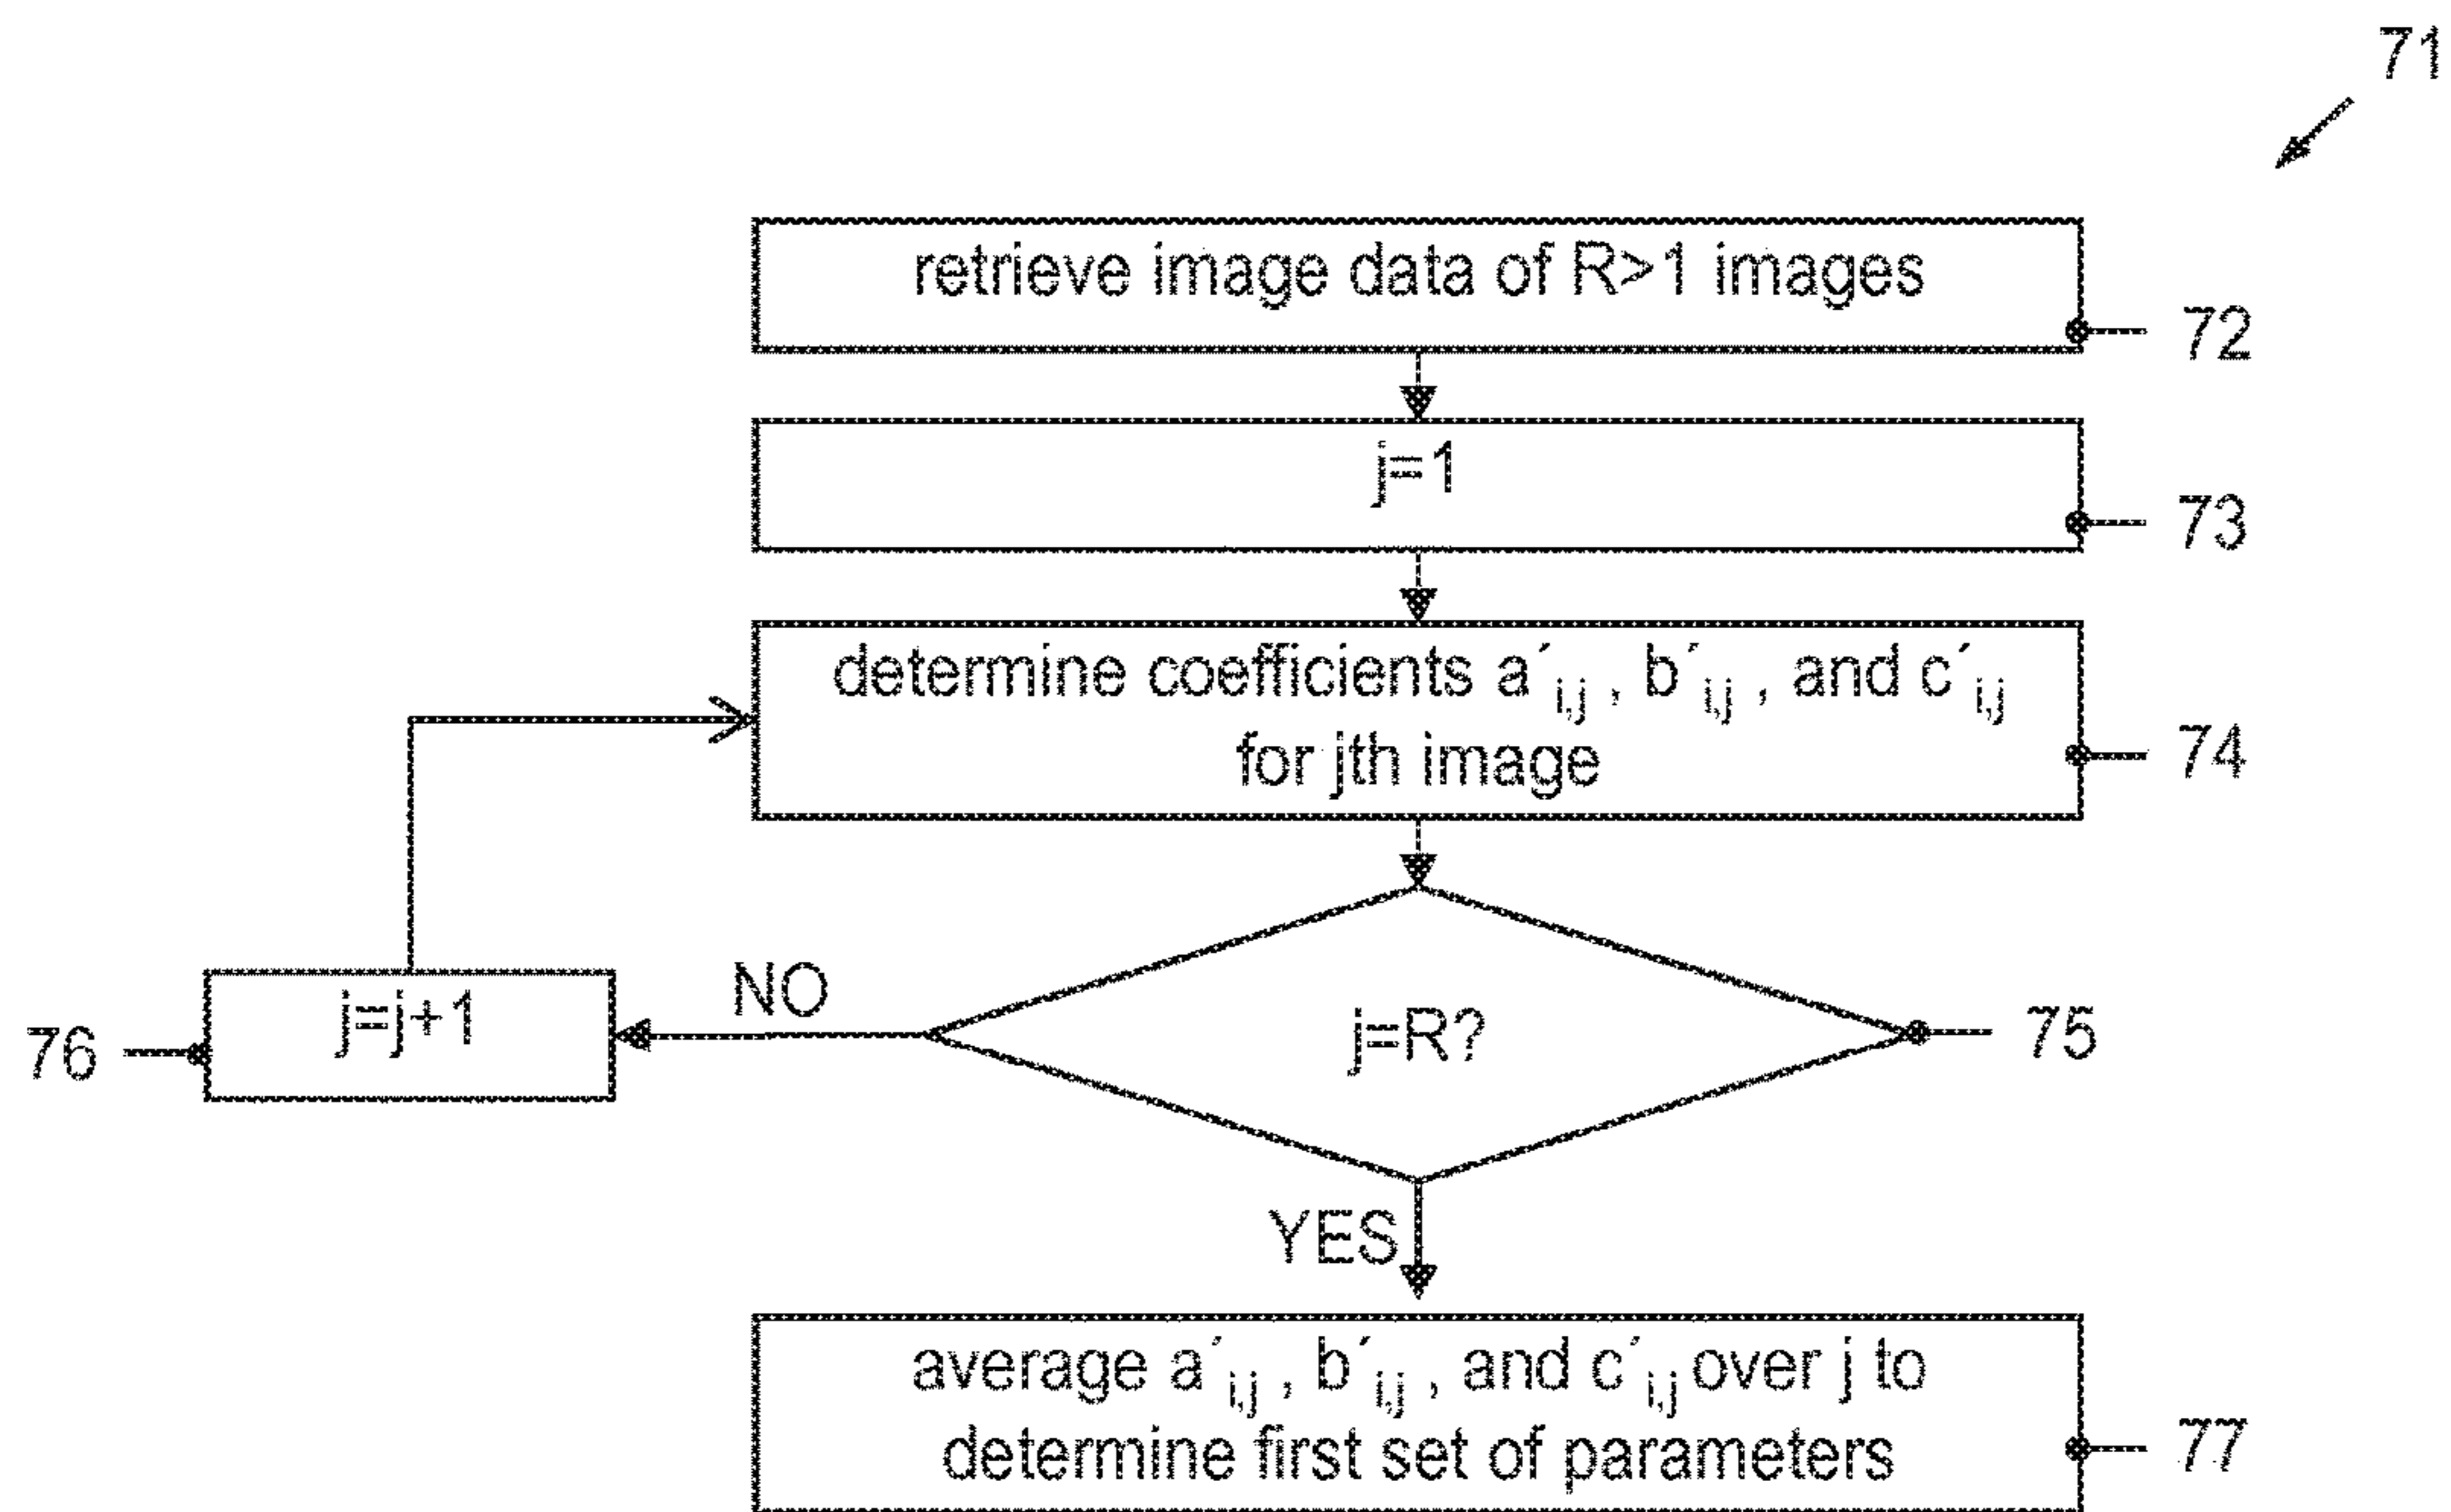 71
retrieve image data of R>1 images
72
j=1
73
determine coefficients a´i,j , b´i,j , and c´i,j
for jth image
74
NO
j=j+1
76
j=R?
75
YES
average a´i,j , b´i,j , and c´i,j over j to
determine first set of parameters
77